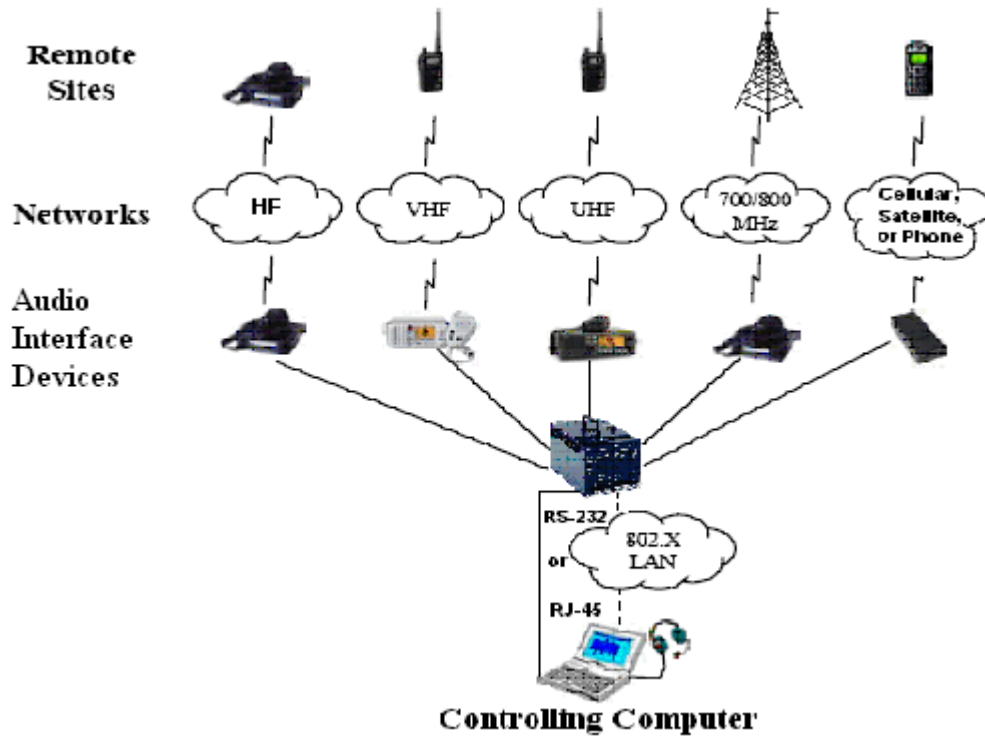 Remote
Sites
Networks
HF
VHF
UHF
700/800
MHz
Cellular,
Satellite,
or Phone
Audio
Interface
Devices
RS-232
or
RJ-45
802.X
LAN
Controlling Computer